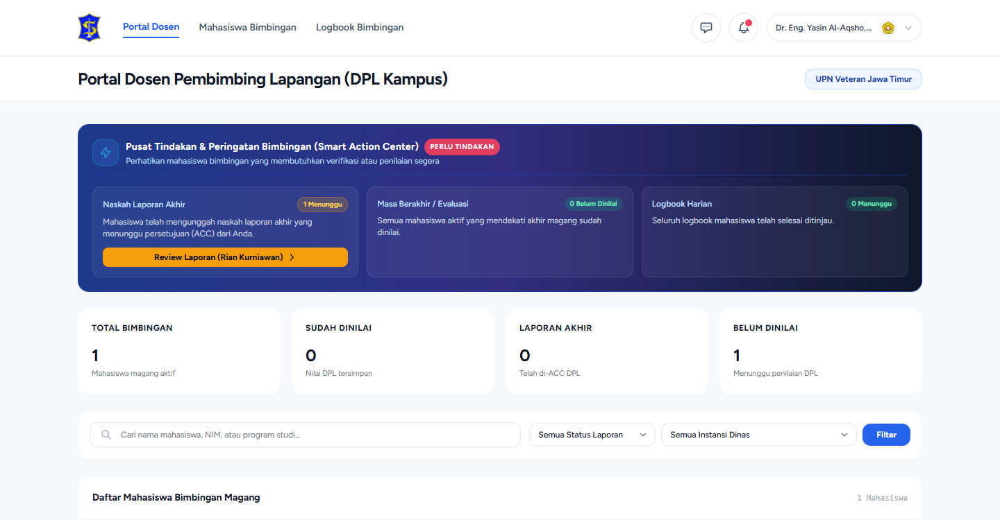 Portal Dosen
Mahasiswa Bimbingan
Logbook Bimbingan
Dr. Eng. Yasin Al-Aqsho,...
Portal Dosen Pembimbing Lapangan (DPL Kampus)
UPN Veteran Jawa Timur
Pusat Tindakan & Peringatan Bimbingan (Smart Action Center)
PERLU TINDAKAN
Perhatikan mahasiswa bimbingan yang membutuhkan verifikasi atau penilaian segera
Naskah Laporan Akhir
1 Menunggu
Mahasiswa telah mengunggah naskah laporan akhir yang
menunggu persetujuan (ACC) dari Anda.
Review Laporan (Rian Kurniawan)
Masa Berakhir / Evaluasi
0 Belum Dinilai
Semua mahasiswa aktif yang mendekati akhir magang sudah
dinilai.
Logbook Harian
0 Menunggu
Seluruh logbook mahasiswa telah selesai ditinjau.
TOTAL BIMBINGAN
1
Mahasiswa magang aktif
SUDAH DINILAI
0
Nilai DPL tersimpan
LAPORAN AKHIR
0
Telah di-ACC DPL
BELUM DINILAI
1
Menunggu penilaian DPL
Cari nama mahasiswa, NIM, atau program studi...
Semua Status Laporan
Semua Instansi Dinas
Filter
Daftar Mahasiswa Bimbingan Magang
1 Mahasiswa